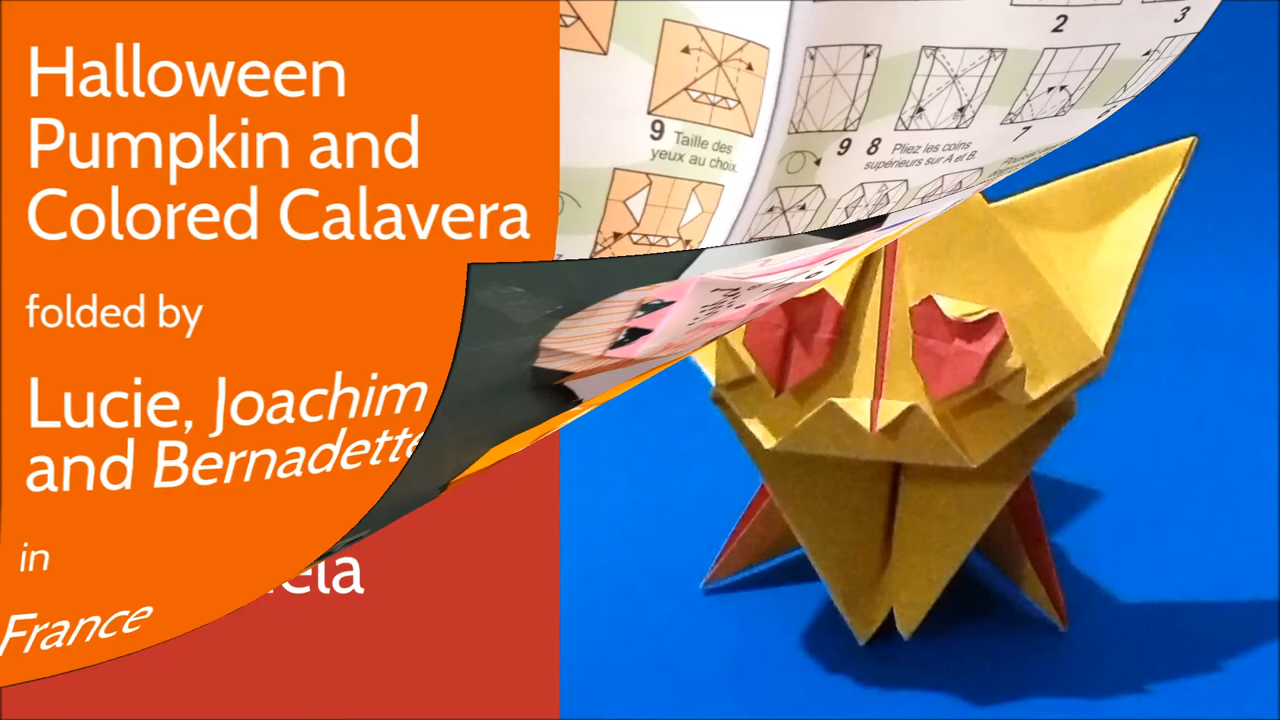 Halloween
Pumpkin and
Colored Calavera
folded by
Lucie, Joachim
and Bernadette
in
France
2
3
9 Taille des
yeux au choix.
9
8 Pliez les coins
supérieurs sur A et B.
7
6